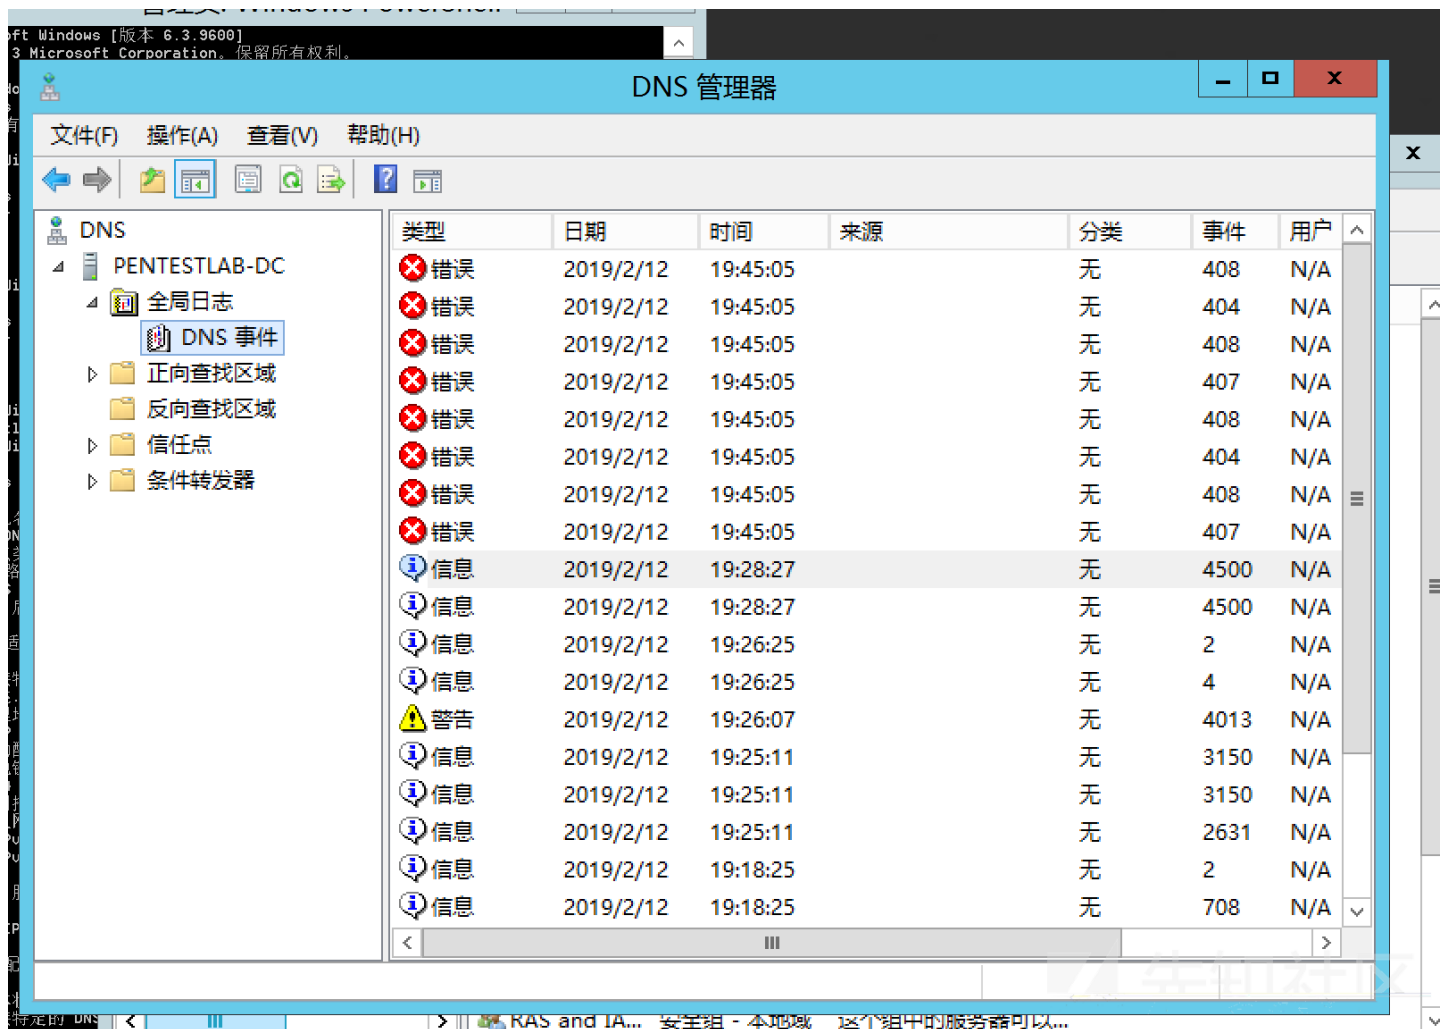 管理员: Windows PowerShell
oft Windows [版本 6.3.9600]
3 Microsoft Corporation。保留所有权利。
DNS 管理器
文件(F) 操作(A) 查看(V) 帮助(H)
DNS
PENTESTLAB-DC
全局日志
DNS 事件
正向查找区域
反向查找区域
信任点
条件转发器
类型 日期 时间 来源 分类 事件 用户
错误 2019/2/12 19:45:05 无 408 N/A
错误 2019/2/12 19:45:05 无 404 N/A
错误 2019/2/12 19:45:05 无 408 N/A
错误 2019/2/12 19:45:05 无 407 N/A
错误 2019/2/12 19:45:05 无 408 N/A
错误 2019/2/12 19:45:05 无 404 N/A
错误 2019/2/12 19:45:05 无 408 N/A
错误 2019/2/12 19:45:05 无 407 N/A
信息 2019/2/12 19:28:27 无 4500 N/A
信息 2019/2/12 19:28:27 无 4500 N/A
信息 2019/2/12 19:26:25 无 2 N/A
信息 2019/2/12 19:26:25 无 4 N/A
警告 2019/2/12 19:26:07 无 4013 N/A
信息 2019/2/12 19:25:11 无 3150 N/A
信息 2019/2/12 19:25:11 无 3150 N/A
信息 2019/2/12 19:25:11 无 2631 N/A
信息 2019/2/12 19:18:25 无 2 N/A
信息 2019/2/12 19:18:25 无 708 N/A
先知社区
特定的 DNS
RAS and IA... 安全组 - 本地域 这个组中的服务器可以...